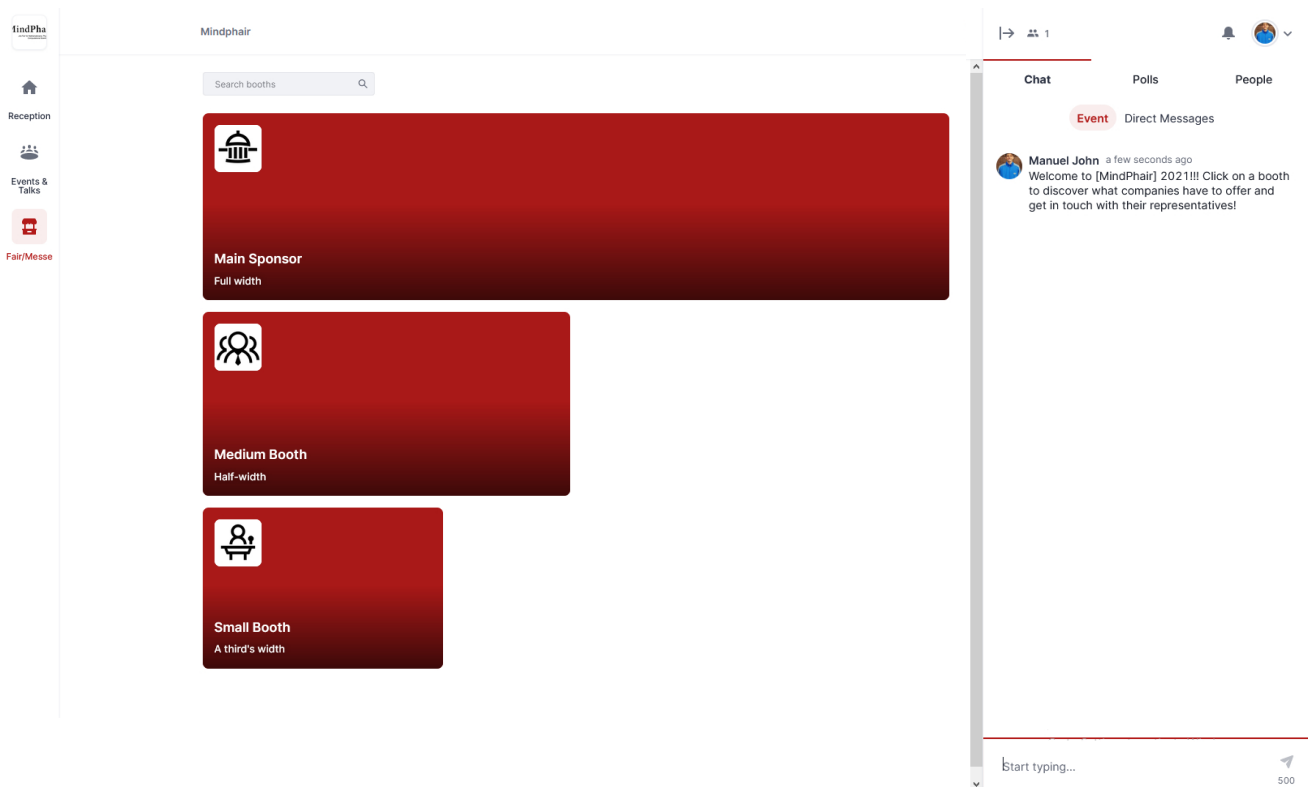 Mindphair
1
Reception
Events &
Talks
Fair/Messe
Search booths
Main Sponsor
Full width
Medium Booth
Half-width
Small Booth
A third's width
Chat
Polls
People
Event
Direct Messages
Manuel John a few seconds ago
Welcome to [MindPhair] 2021!!! Click on a booth
to discover what companies have to offer and
get in touch with their representatives!
Start typing...
500